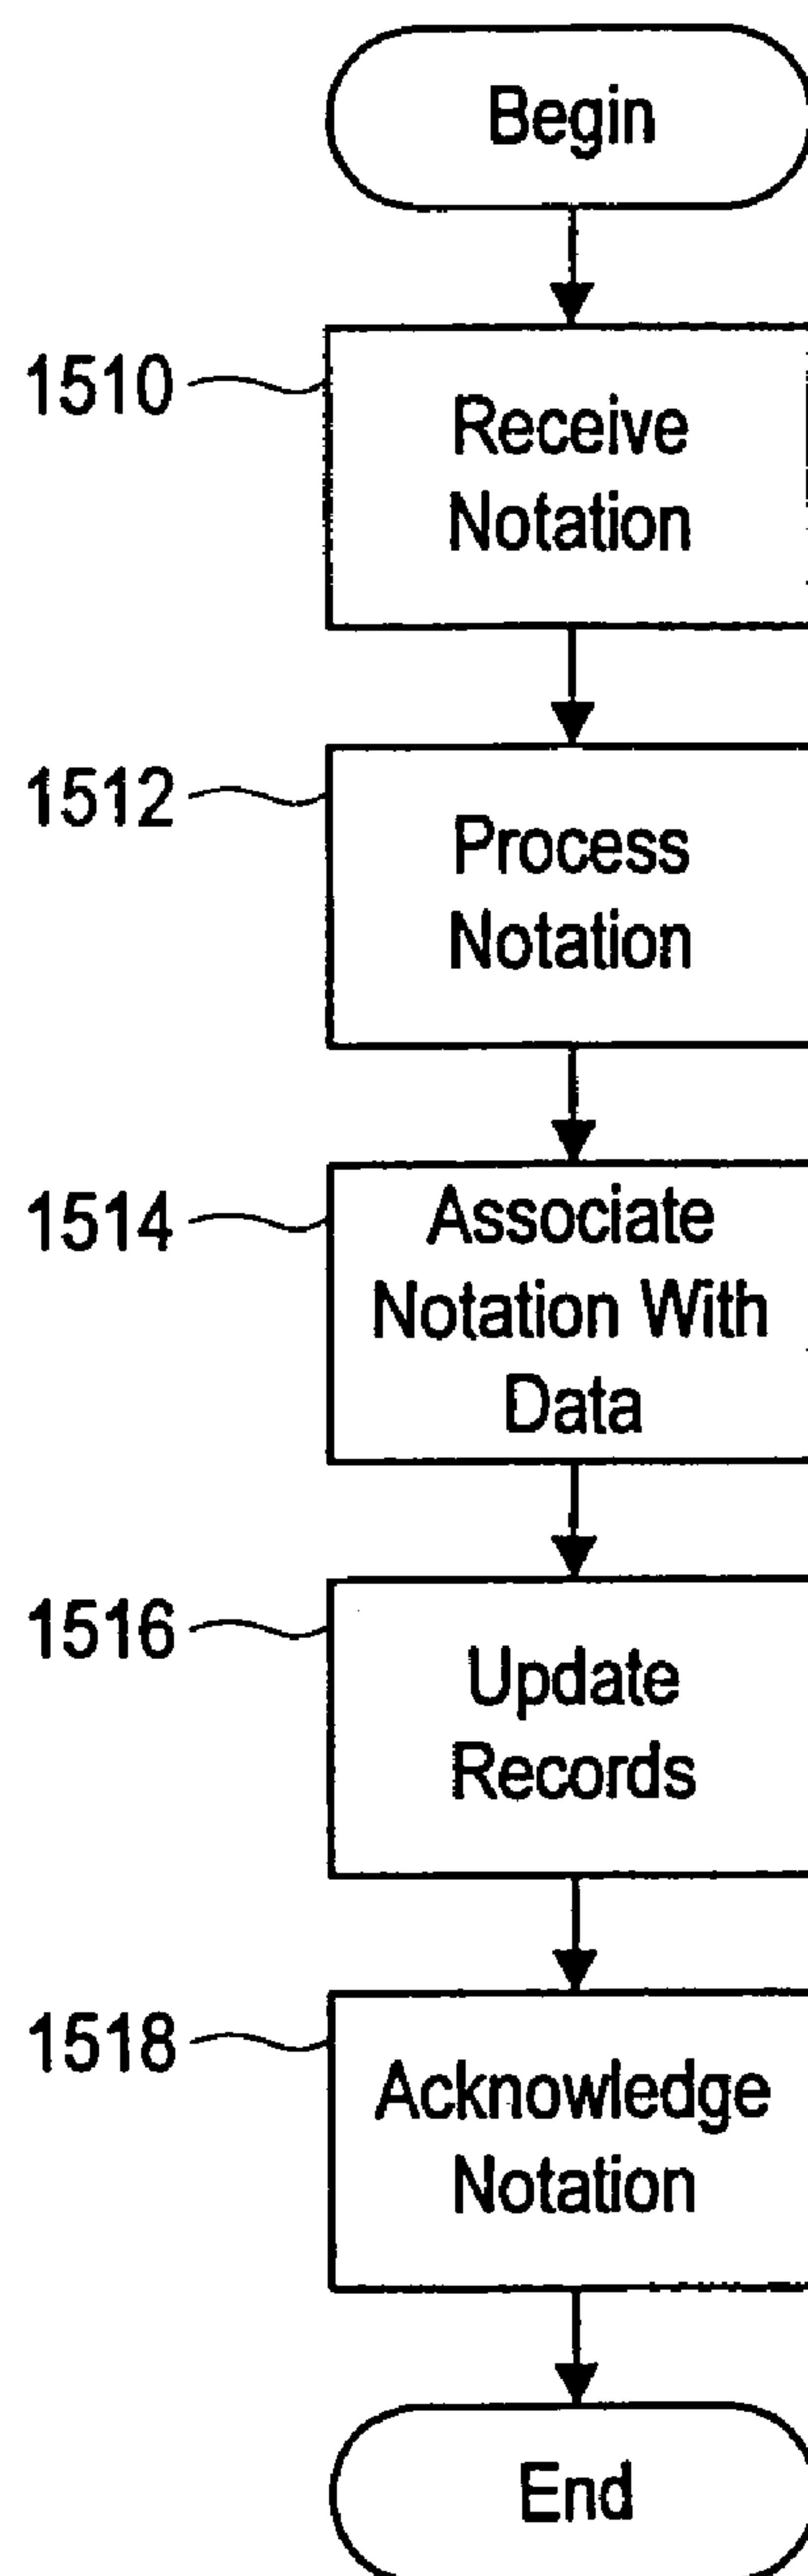 Begin
1510
Receive
Notation
1512
Process
Notation
1514
Associate
Notation With
Data
1516
Update
Records
1518
Acknowledge
Notation
End